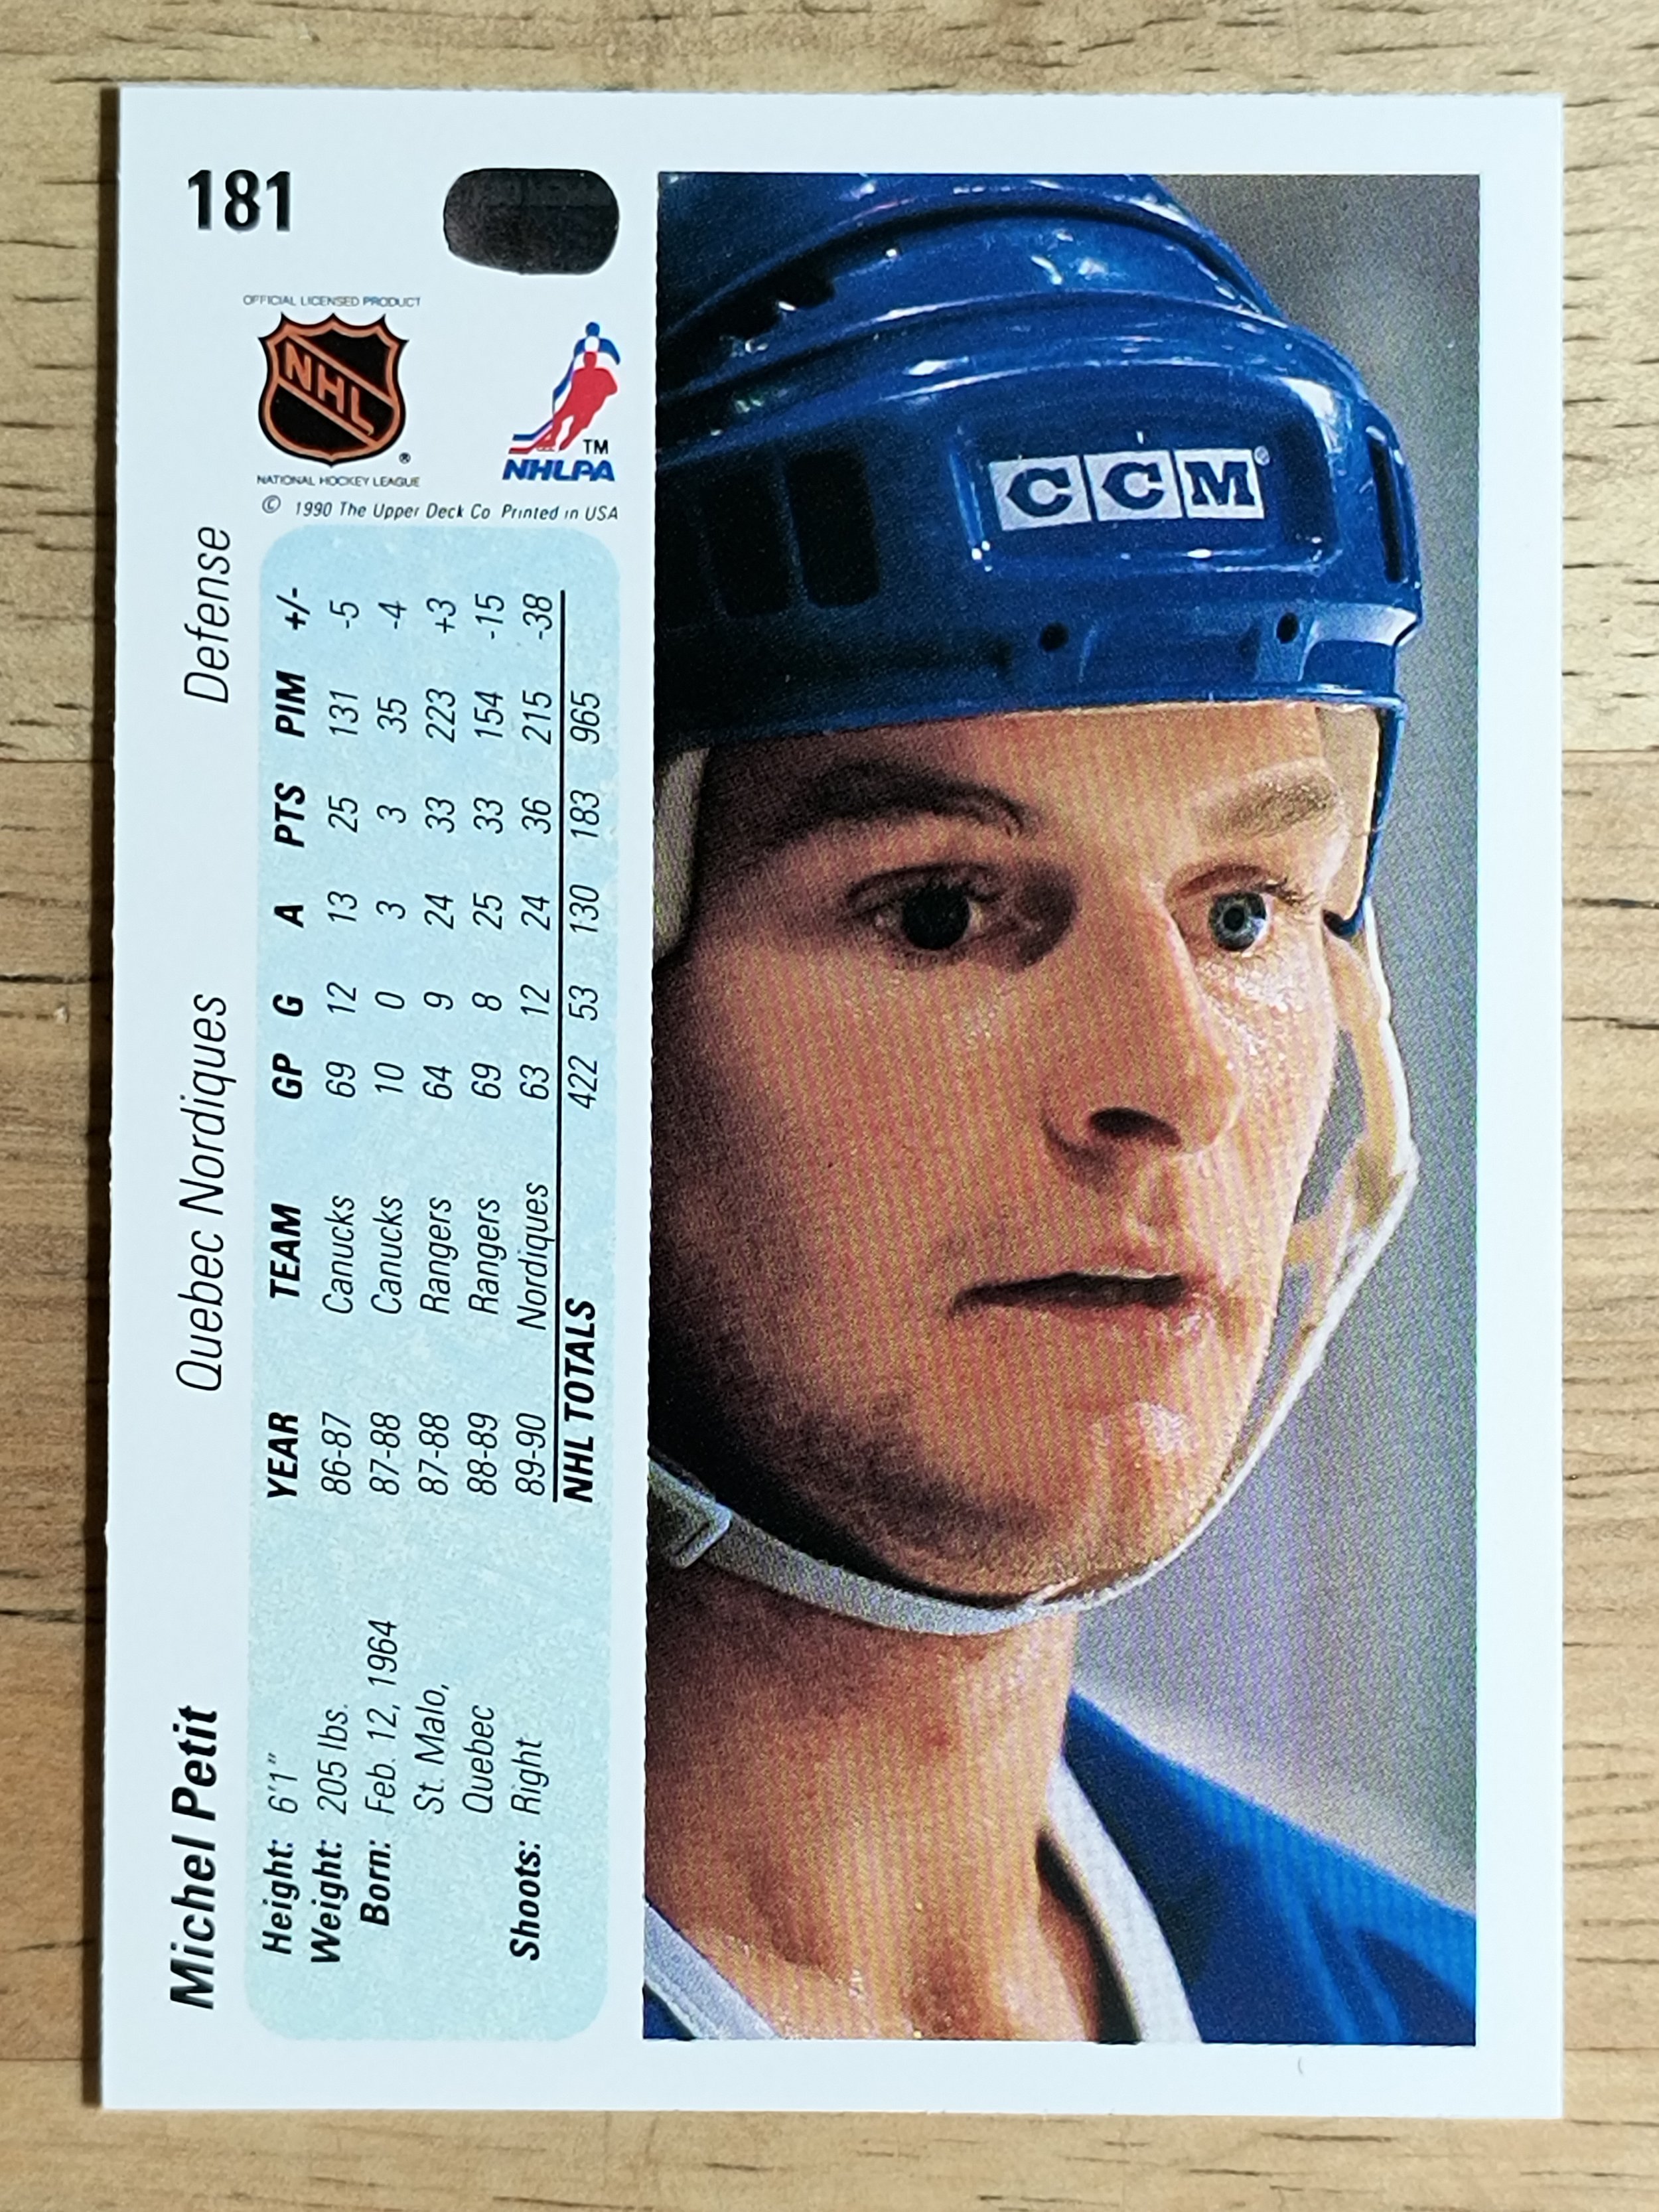 181
OFFICIAL LICENSED PRODUCT
NHL
®
NATIONAL HOCKEY LEAGUE
TM
NHLPA
© 1990 The Upper Deck Co Printed in USA
CCM®
Michel Petit Quebec Nordiques Defense
Height: 6'1"
Weight: 205 lbs.
Born: Feb. 12, 1964
St. Malo,
Quebec
Shoots: Right
YEAR TEAM GP G A PTS PIM +/-
86-87 Canucks 69 12 13 25 131 -5
87-88 Canucks 10 0 3 3 35 -4
87-88 Rangers 64 9 24 33 223 +3
88-89 Rangers 69 8 25 33 154 -15
89-90 Nordiques 63 12 24 36 215 -38
NHL TOTALS 422 53 130 183 965